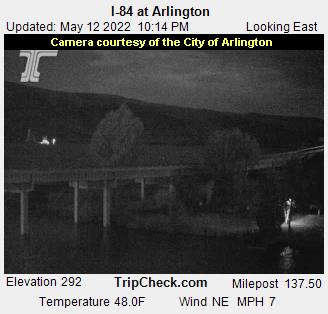 I-84 at Arlington
Updated: May 12 2022 10:14 PM Looking East
Camera courtesy of the City of Arlington
Elevation 292 TripCheck.com Milepost 137.50
Temperature 48.0F Wind NE MPH 7